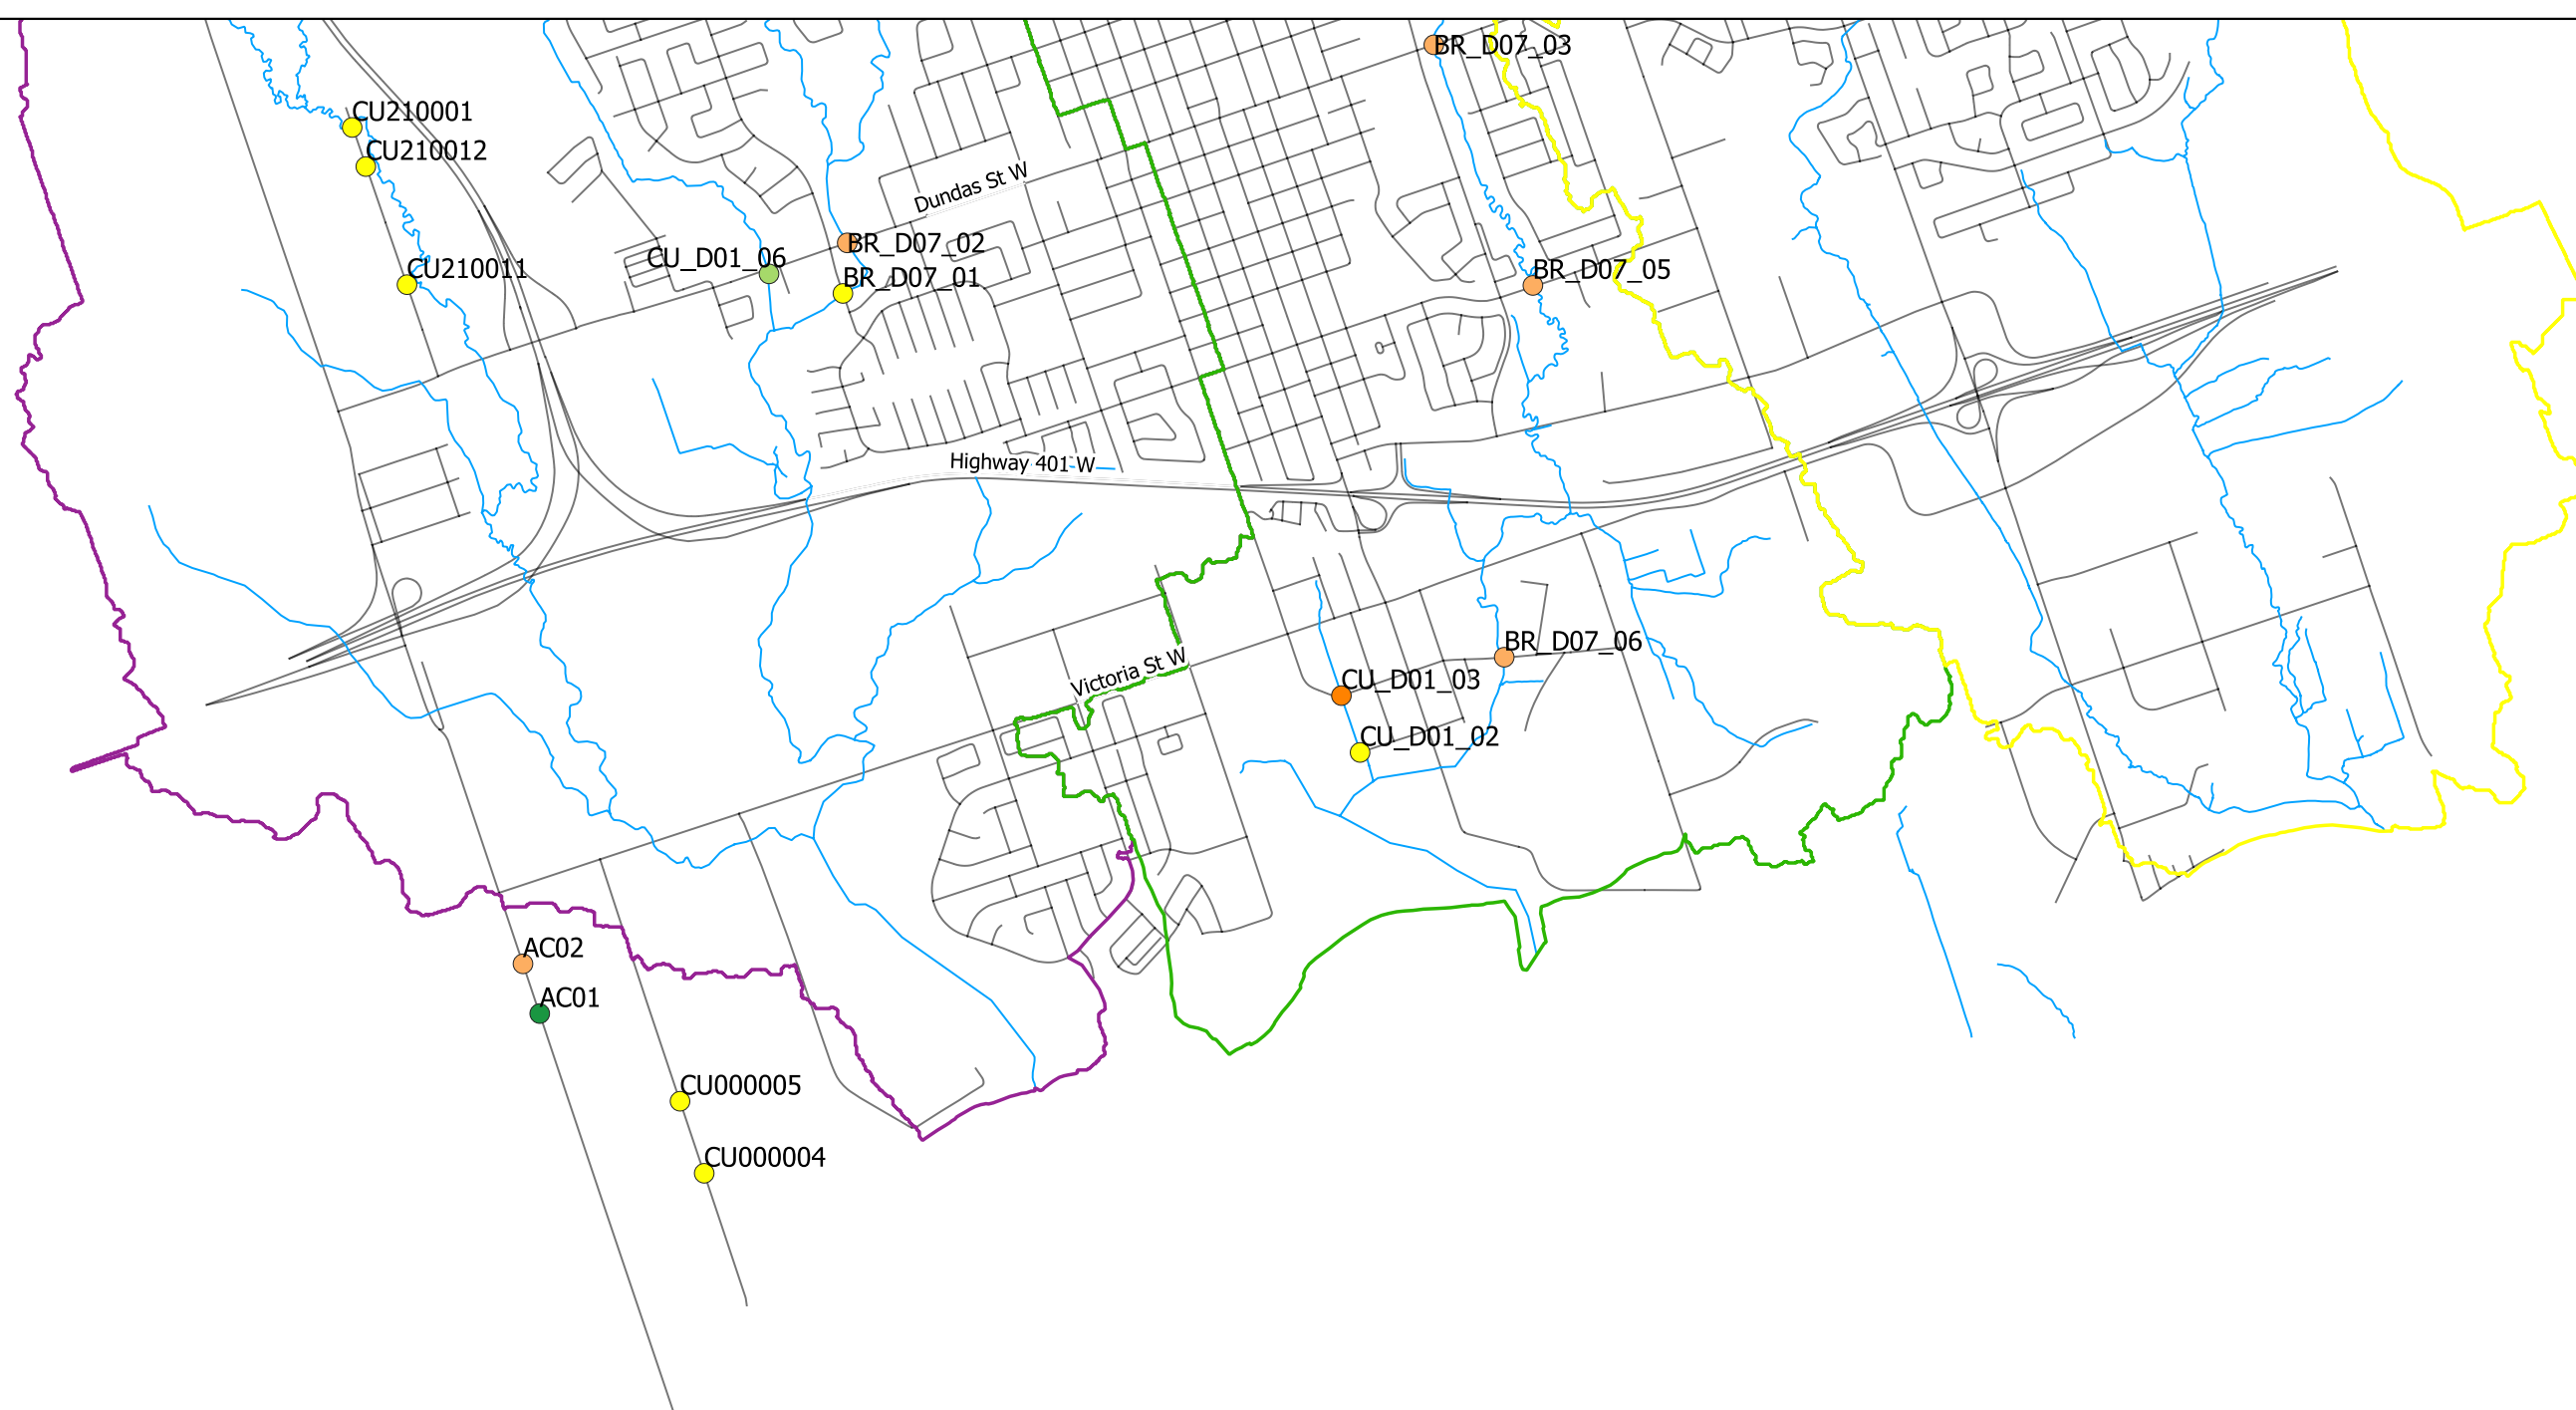 BR_D07_03
CU210001
CU210012
Dundas St W
BR_D07_02
CU_D01_06
CU210011
BR_D07_01
BR_D07_05
Highway 401 W
BR_D07_06
Victoria St W
CU_D01_03
CU_D01_02
AC02
AC01
CU000005
CU000004